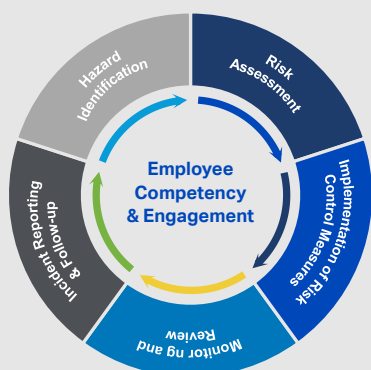 Hazard
Identification
Risk
Assessment
Implementation of Risk
Control Measures
Monitor ng and
Review
Incident Reporting
& Follow-up
Employee
Competency
& Engagement